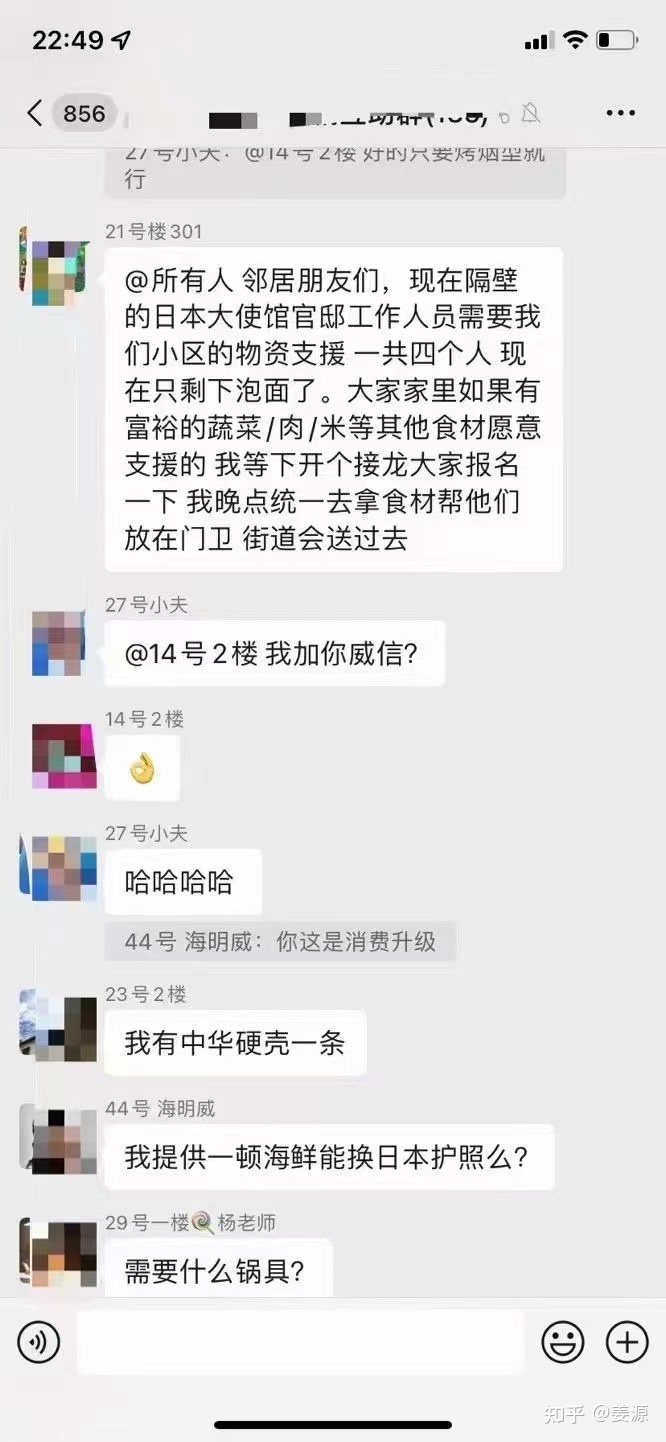 22:49
856
互助群
27号小夫：@14号2楼 好的只要烤烟型就
行
21号楼301
@所有人 邻居朋友们，现在隔壁
的日本大使馆官邸工作人员需要我
们小区的物资支援 一共四个人 现
在只剩下泡面了。大家家里如果有
富裕的蔬菜/肉/米等其他食材愿意
支援的 我等下开个接龙大家报名
一下 我晚点统一去拿食材帮他们
放在门卫 街道会送过去
27号小夫
@14号2楼 我加你威信？
14号2楼
👌
27号小夫
哈哈哈哈
44号 海明威：你这是消费升级
23号2楼
我有中华硬壳一条
44号 海明威
我提供一顿海鲜能换日本护照么？
29号一楼🍭杨老师
需要什么锅具？
知乎 @姜源